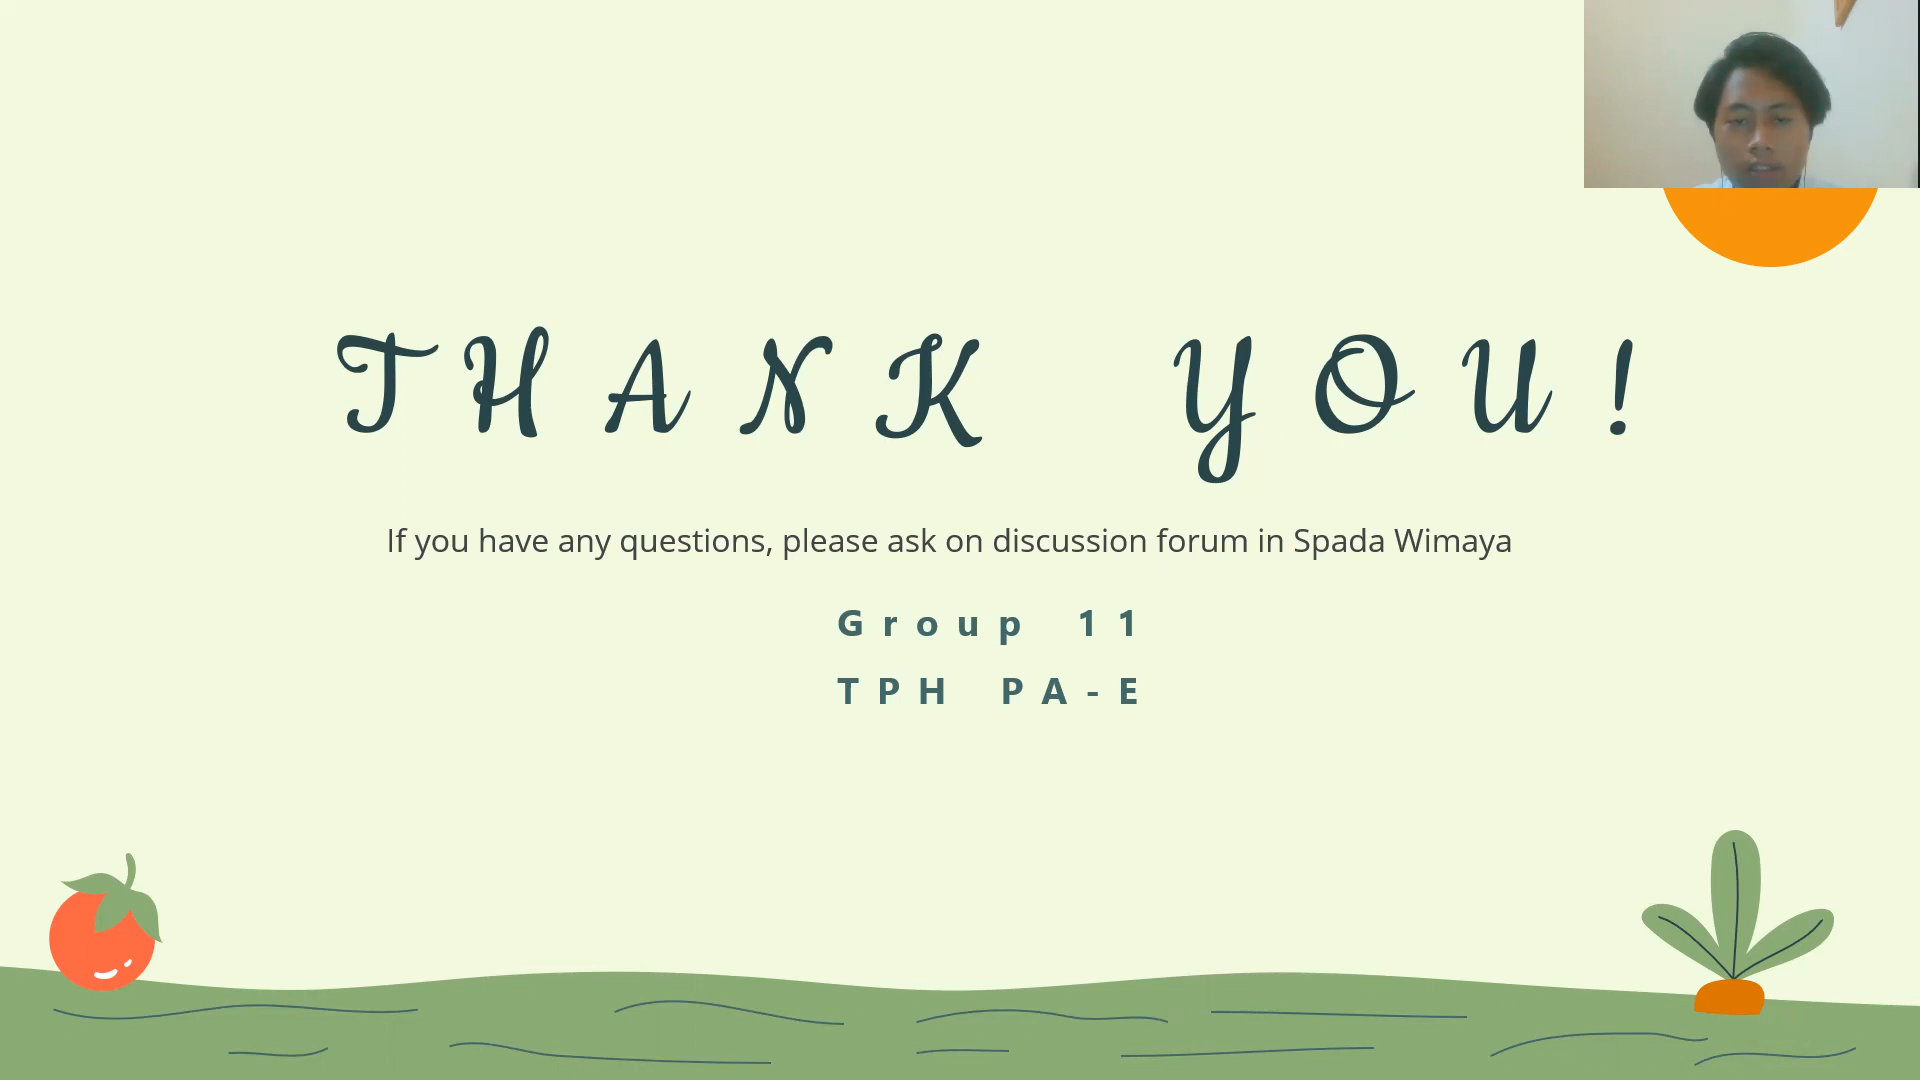 THANK YOU!
If you have any questions, please ask on discussion forum in Spada Wimaya
Group 11
TPH PA-E